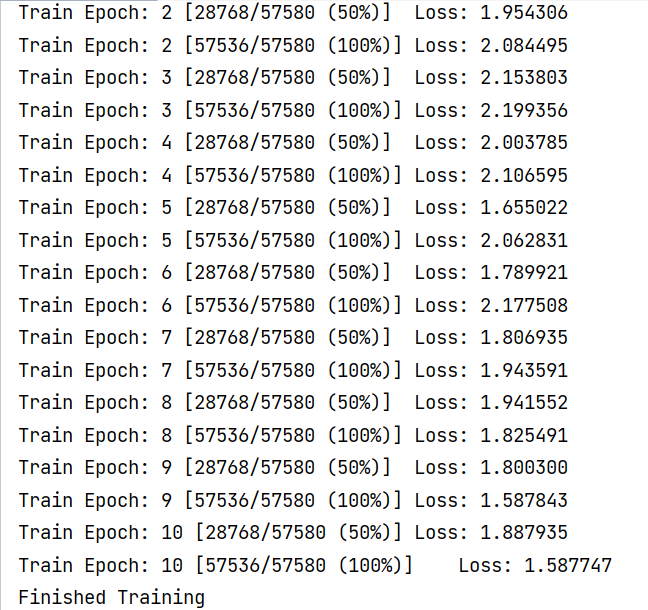 Train Epoch: 2 [28768/57580 (50%)] Loss: 1.954306
Train Epoch: 2 [57536/57580 (100%)] Loss: 2.084495
Train Epoch: 3 [28768/57580 (50%)] Loss: 2.153803
Train Epoch: 3 [57536/57580 (100%)] Loss: 2.199356
Train Epoch: 4 [28768/57580 (50%)] Loss: 2.003785
Train Epoch: 4 [57536/57580 (100%)] Loss: 2.106595
Train Epoch: 5 [28768/57580 (50%)] Loss: 1.655022
Train Epoch: 5 [57536/57580 (100%)] Loss: 2.062831
Train Epoch: 6 [28768/57580 (50%)] Loss: 1.789921
Train Epoch: 6 [57536/57580 (100%)] Loss: 2.177508
Train Epoch: 7 [28768/57580 (50%)] Loss: 1.806935
Train Epoch: 7 [57536/57580 (100%)] Loss: 1.943591
Train Epoch: 8 [28768/57580 (50%)] Loss: 1.941552
Train Epoch: 8 [57536/57580 (100%)] Loss: 1.825491
Train Epoch: 9 [28768/57580 (50%)] Loss: 1.800300
Train Epoch: 9 [57536/57580 (100%)] Loss: 1.587843
Train Epoch: 10 [28768/57580 (50%)] Loss: 1.887935
Train Epoch: 10 [57536/57580 (100%)] Loss: 1.587747
Finished Training